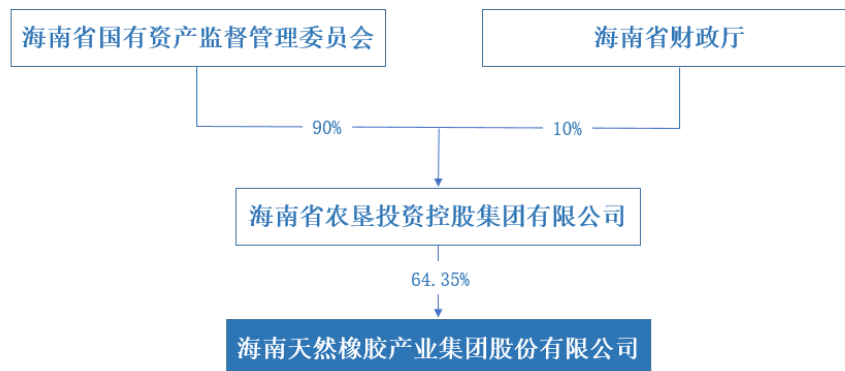 海南省国有资产监督管理委员会
海南省财政厅
90%
10%
海南省农垦投资控股集团有限公司
64.35%
海南天然橡胶产业集团股份有限公司